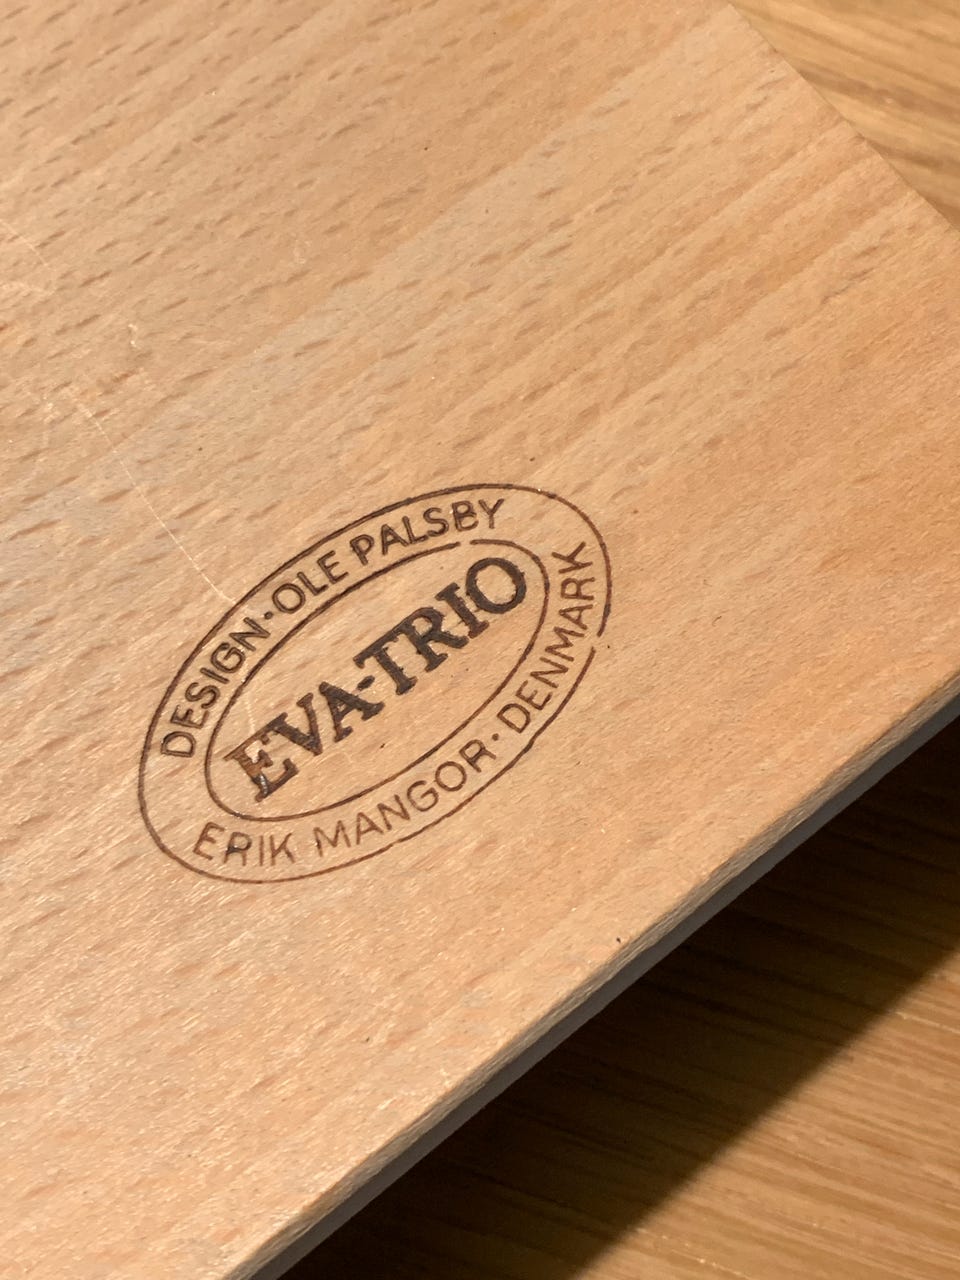 DESIGN·OLE PALSBY
EVA-TRIO
ERIK MANGOR·DENMARK